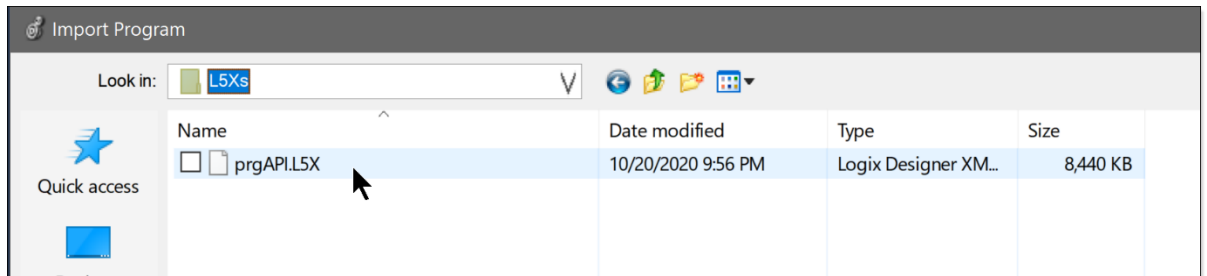 Import Program
Look in: L5Xs
Name Date modified Type Size
prgAPI.L5X 10/20/2020 9:56 PM Logix Designer XM... 8,440 KB
Quick access